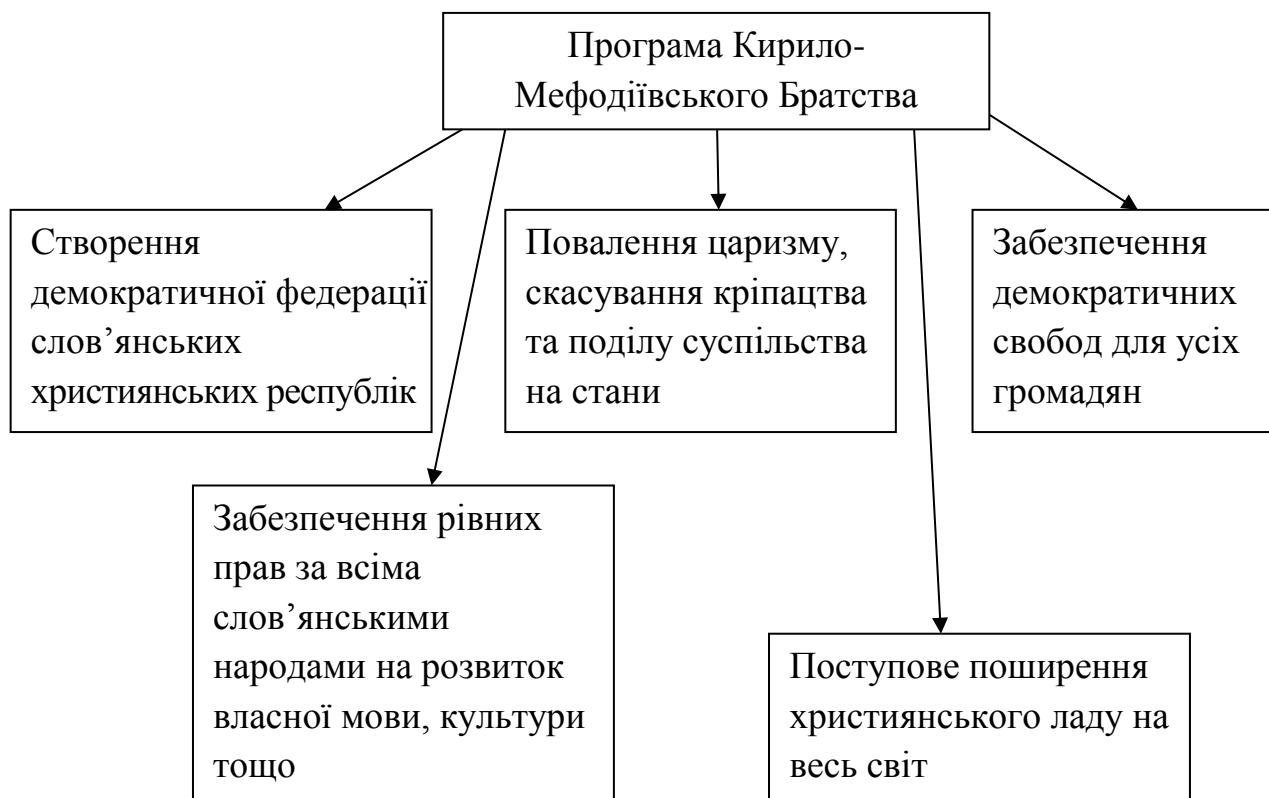 Програма Кирило-
Мефодіївського Братства
Створення
демократичної федерації
слов’янських
християнських республік
Повалення царизму,
скасування кріпацтва
та поділу суспільства
на стани
Забезпечення
демократичних
свобод для усіх
громадян
Забезпечення рівних
прав за всіма
слов’янськими
народами на розвиток
власної мови, культури
тощо
Поступове поширення
християнського ладу на
весь світ